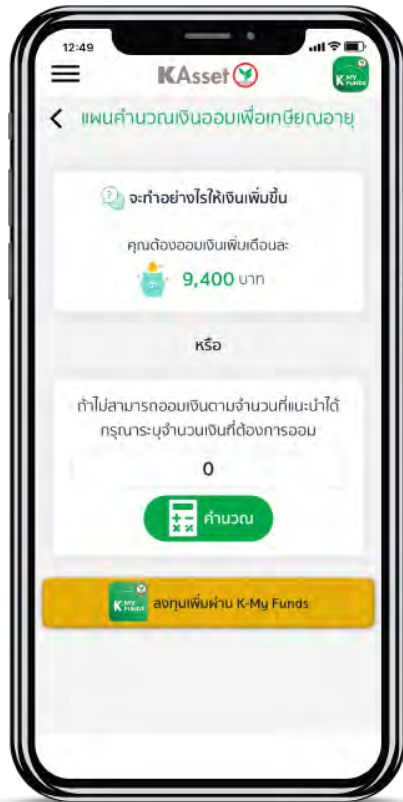 12:49
KAsset
K MY FUNDS
แผนคำนวณเงินออมเพื่อเกษียณอายุ
จะทำอย่างไรให้เงินเพิ่มขึ้น
คุณต้องออมเงินเพิ่มเดือนละ
9,400 บาท
หรือ
ถ้าไม่สามารถออมเงินตามจำนวนที่แนะนำได้
กรุณาระบุจำนวนเงินที่ต้องการออม
0
คำนวณ
K MY FUNDS ลงทุนเพิ่มผ่าน K-My Funds